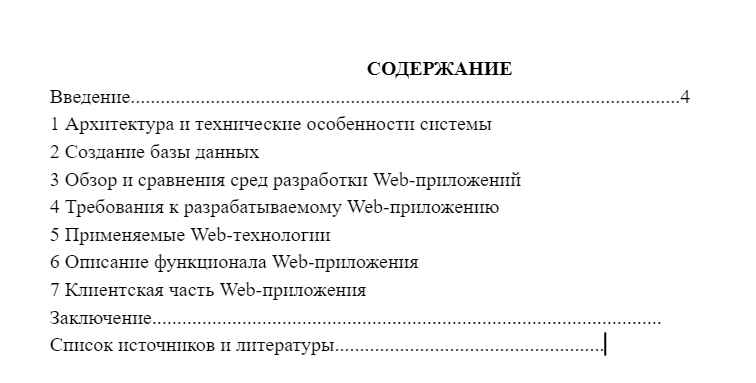 СОДЕРЖАНИЕ
Введение..............................................................................................................4
1 Архитектура и технические особенности системы
2 Создание базы данных
3 Обзор и сравнения сред разработки Web-приложений
4 Требования к разрабатываемому Web-приложению
5 Применяемые Web-технологии
6 Описание функционала Web-приложения
7 Клиентская часть Web-приложения
Заключение......................................................................................................
Список источников и литературы......................................................